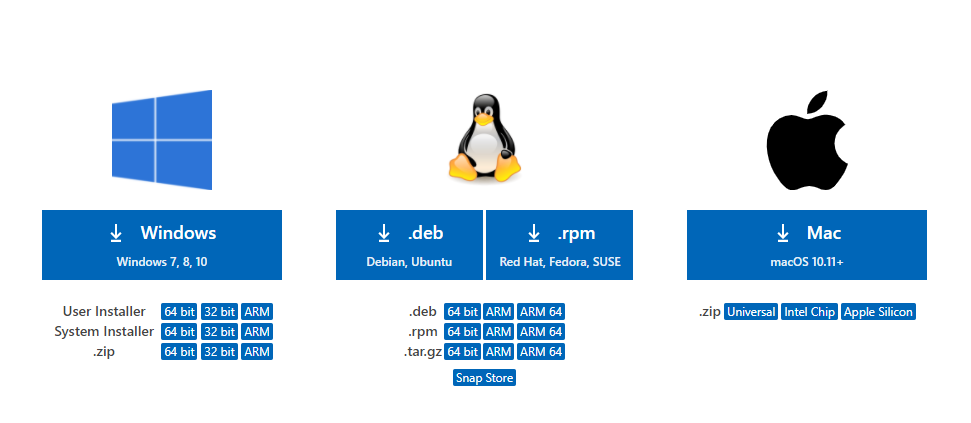 Windows
Windows 7, 8, 10
User Installer 64 bit 32 bit ARM
System Installer 64 bit 32 bit ARM
.zip 64 bit 32 bit ARM
.deb
Debian, Ubuntu
.rpm
Red Hat, Fedora, SUSE
.deb 64 bit ARM ARM 64
.rpm 64 bit ARM ARM 64
.tar.gz 64 bit ARM ARM 64
Snap Store
Mac
macOS 10.11+
.zip Universal Intel Chip Apple Silicon